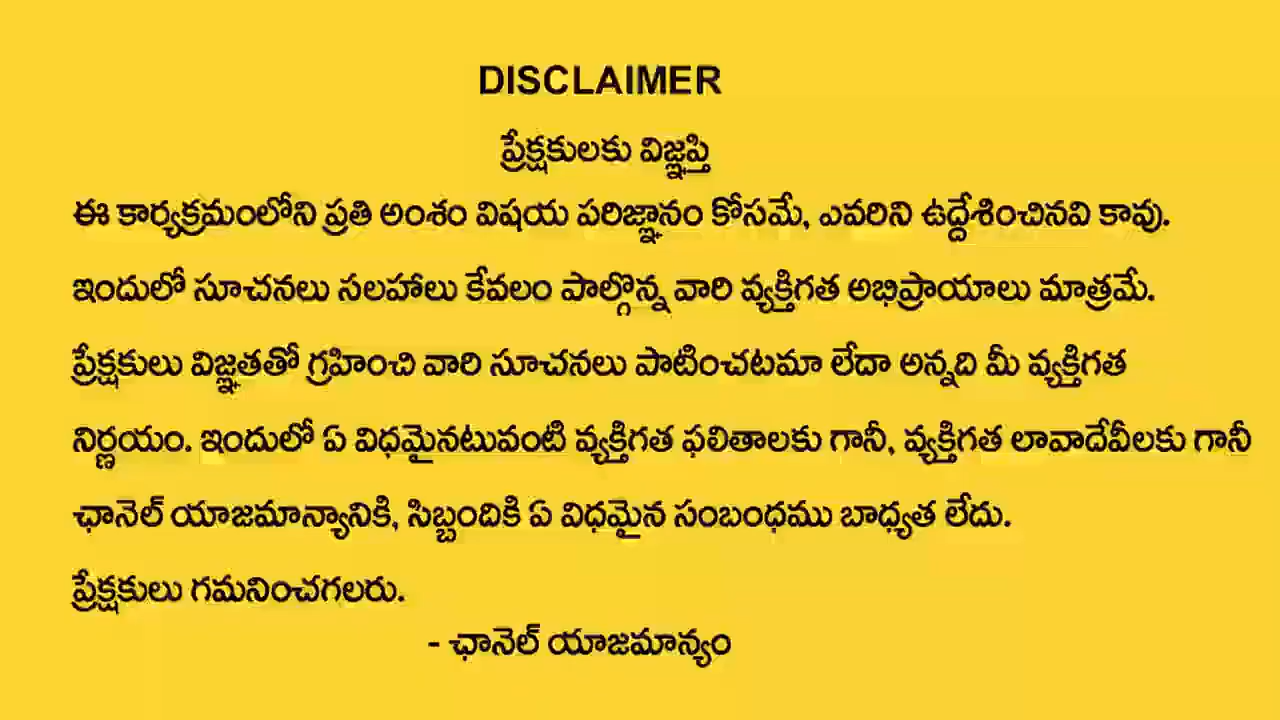 DISCLAIMER
ప్రేక్షకులకు విజ్ఞప్తి
ఈ కార్యక్రమంలోని ప్రతి అంశం విషయ పరిజ్ఞానం కోసమే, ఎవరిని ఉద్దేశించినవి కావు.
ఇందులో సూచనలు సలహాలు కేవలం పాల్గొన్న వారి వ్యక్తిగత అభిప్రాయాలు మాత్రమే.
ప్రేక్షకులు విజ్ఞతతో గ్రహించి వారి సూచనలు పాటించటమా లేదా అన్నది మీ వ్యక్తిగత
నిర్ణయం. ఇందులో ఏ విధమైనటువంటి వ్యక్తిగత ఫలితాలకు గానీ, వ్యక్తిగత లావాదేవీలకు గానీ
ఛానెల్ యాజమాన్యానికి, సిబ్బందికి ఏ విధమైన సంబంధము బాధ్యత లేదు.
ప్రేక్షకులు గమనించగలరు.
- ఛానెల్ యాజమాన్యం